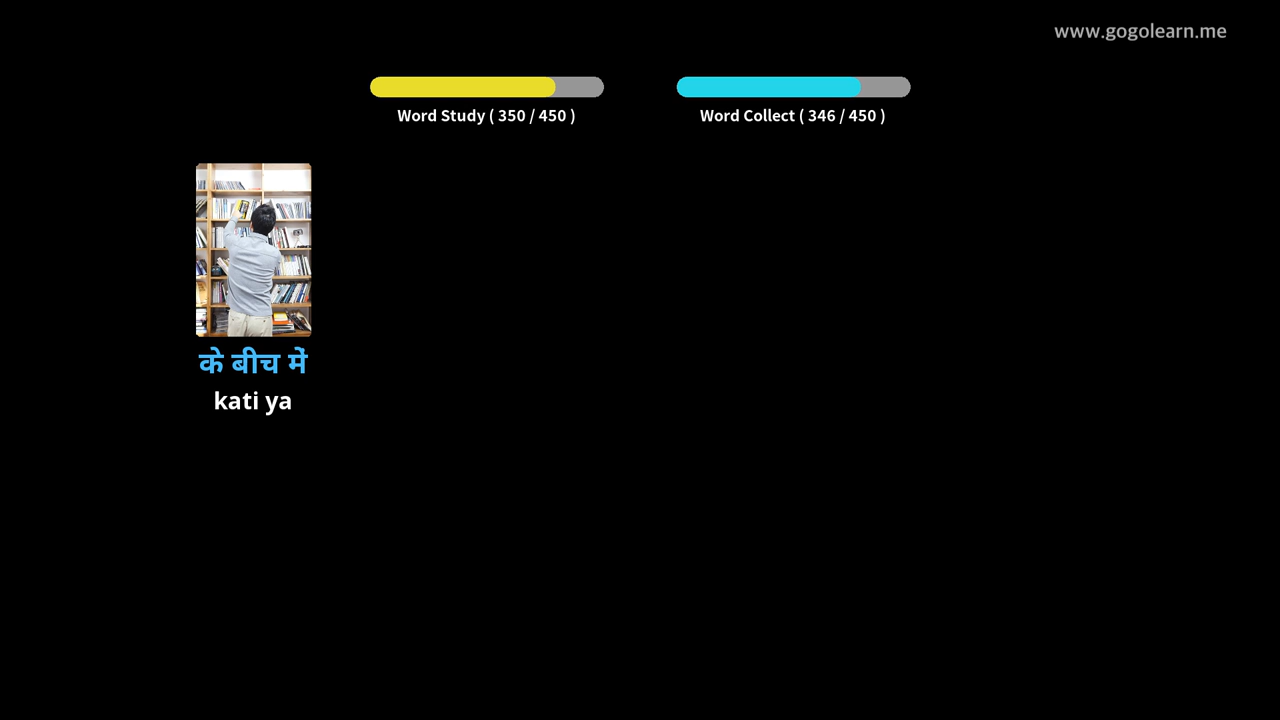 www.gogolearn.me
Word Study ( 350 / 450 )
Word Collect ( 346 / 450 )
के बीच में
kati ya